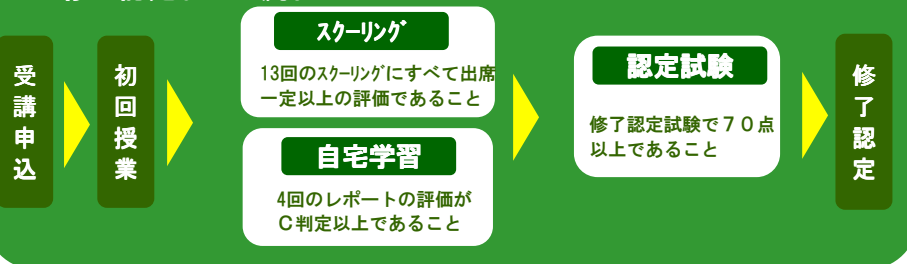 受講申込
初回授業
スクーリング
13回のスクーリングにすべて出席
一定以上の評価であること
自宅学習
4回のレポートの評価が
C判定以上であること
認定試験
修了認定試験で70点
以上であること
修了認定